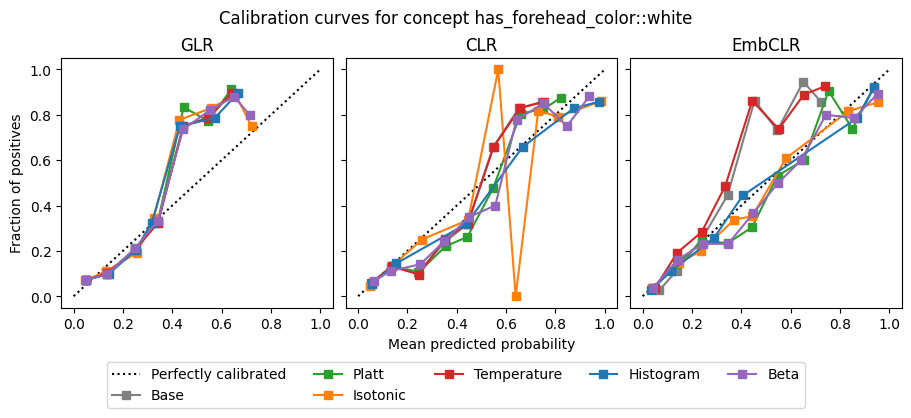 Calibration curves for concept has_forehead_color::white
GLR
CLR
EmbCLR
Fraction of positives
1.0
0.8
0.6
0.4
0.2
0.0
0.0 0.2 0.4 0.6 0.8 1.0
0.0 0.2 0.4 0.6 0.8 1.0
0.0 0.2 0.4 0.6 0.8 1.0
Mean predicted probability
Perfectly calibrated Platt Temperature Histogram Beta
Base Isotonic